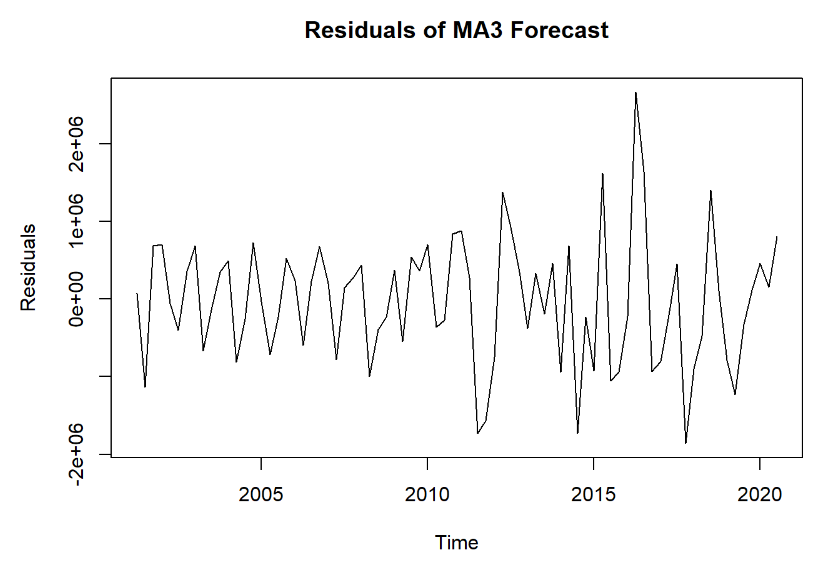 Residuals of MA3 Forecast
Residuals
2e+06
1e+06
0e+00
-2e+06
2005 2010 2015 2020
Time